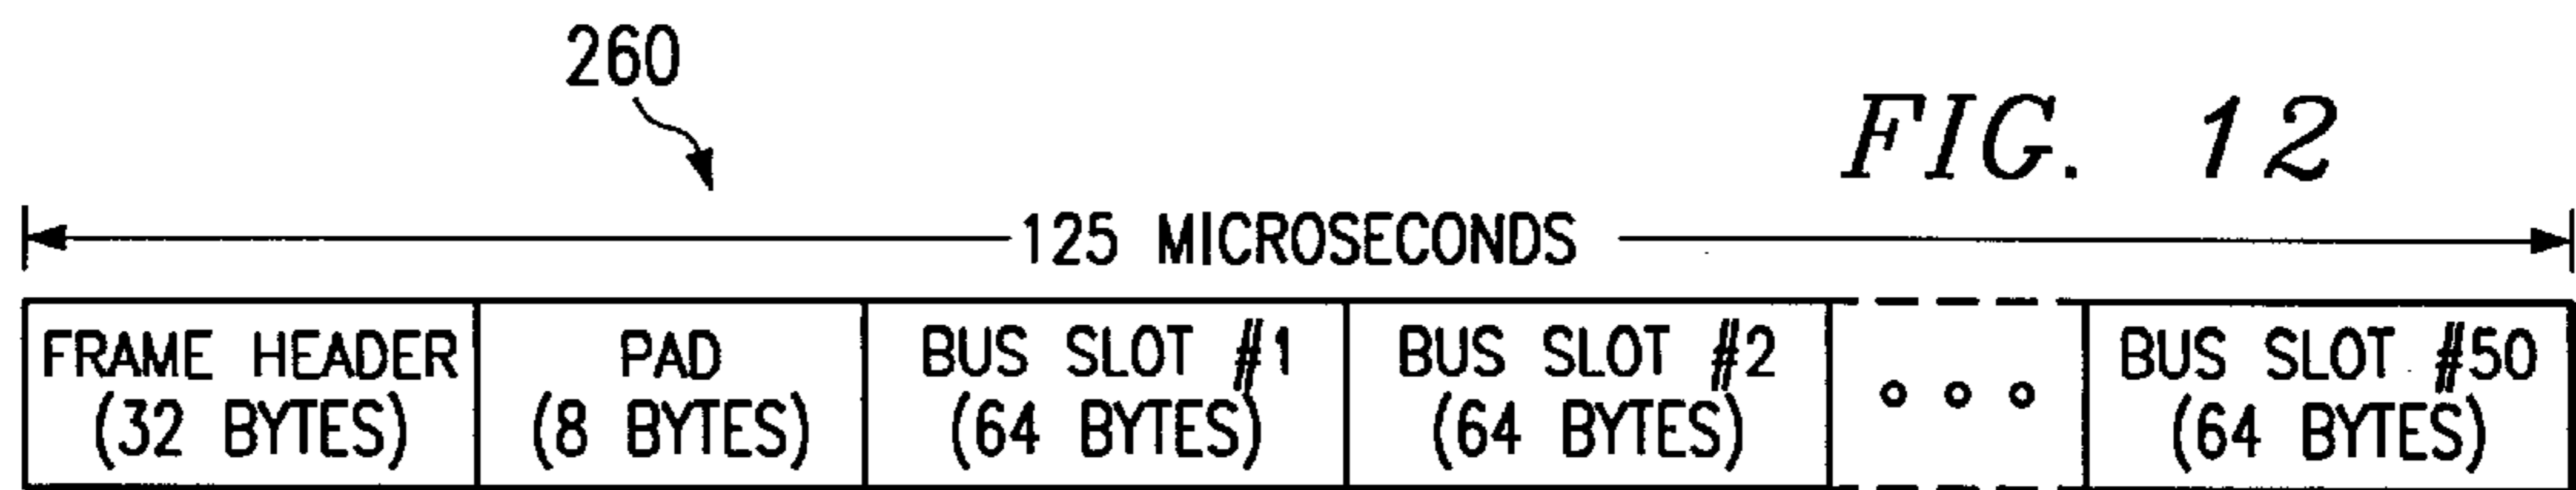 260
FIG. 12
125 MICROSECONDS
FRAME HEADER
(32 BYTES)
PAD
(8 BYTES)
BUS SLOT #1
(64 BYTES)
BUS SLOT #2
(64 BYTES)
BUS SLOT #50
(64 BYTES)